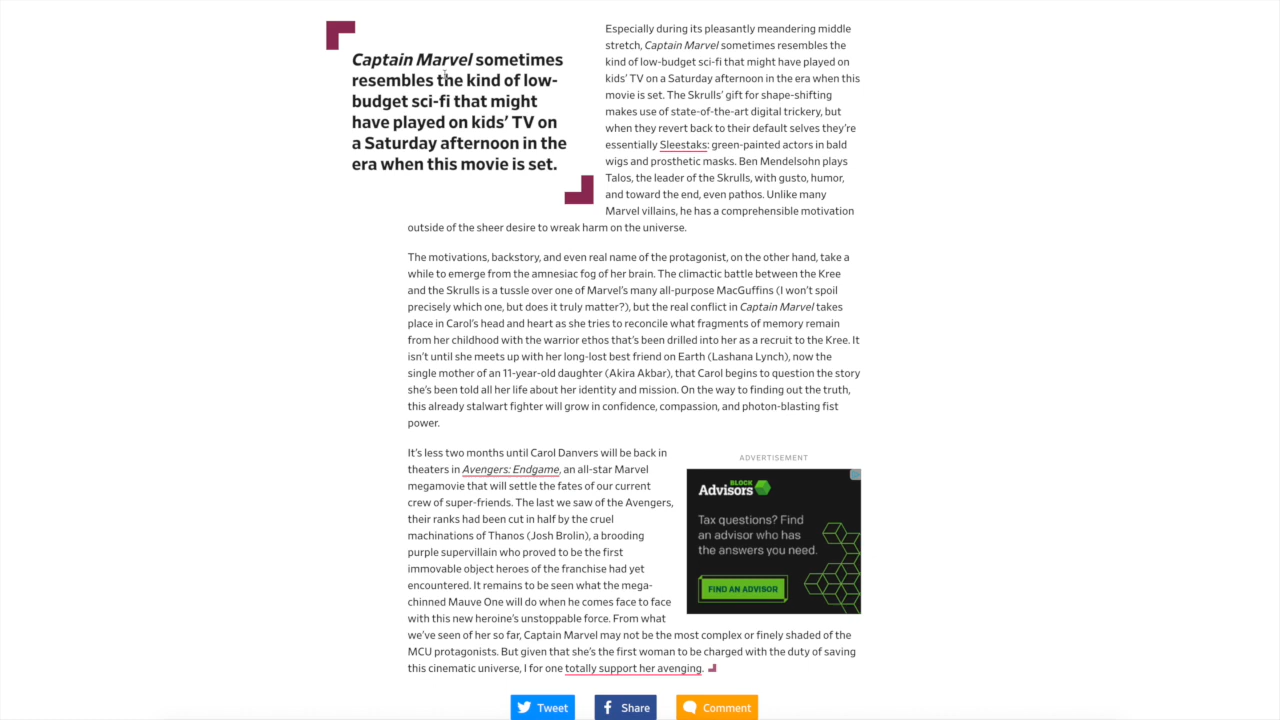 Captain Marvel sometimes
resembles the kind of low-
budget sci-fi that might
have played on kids' TV on
a Saturday afternoon in the
era when this movie is set.
Especially during its pleasantly meandering middle
stretch, Captain Marvel sometimes resembles the
kind of low-budget sci-fi that might have played on
kids' TV on a Saturday afternoon in the era when this
movie is set. The Skrulls' gift for shape-shifting
makes use of state-of-the-art digital trickery, but
when they revert back to their default selves they're
essentially Sleestaks: green-painted actors in bald
wigs and prosthetic masks. Ben Mendelsohn plays
Talos, the leader of the Skrulls, with gusto, humor,
and toward the end, even pathos. Unlike many
Marvel villains, he has a comprehensible motivation
outside of the sheer desire to wreak harm on the universe.
The motivations, backstory, and even real name of the protagonist, on the other hand, take a
while to emerge from the amnesiac fog of her brain. The climactic battle between the Kree
and the Skrulls is a tussle over one of Marvel's many all-purpose MacGuffins (I won't spoil
precisely which one, but does it truly matter?), but the real conflict in Captain Marvel takes
place in Carol's head and heart as she tries to reconcile what fragments of memory remain
from her childhood with the warrior ethos that's been drilled into her as a recruit to the Kree. It
isn't until she meets up with her long-lost best friend on Earth (Lashana Lynch), now the
single mother of an 11-year-old daughter (Akira Akbar), that Carol begins to question the story
she's been told all her life about her identity and mission. On the way to finding out the truth,
this already stalwart fighter will grow in confidence, compassion, and photon-blasting fist
power.
It's less two months until Carol Danvers will be back in
theaters in Avengers: Endgame, an all-star Marvel
megamovie that will settle the fates of our current
crew of super-friends. The last we saw of the Avengers,
their ranks had been cut in half by the cruel
machinations of Thanos (Josh Brolin), a brooding
purple supervillain who proved to be the first
immovable object heroes of the franchise had yet
encountered. It remains to be seen what the mega-
chinned Mauve One will do when he comes face to face
with this new heroine's unstoppable force. From what
we've seen of her so far, Captain Marvel may not be the most complex or finely shaded of the
MCU protagonists. But given that she's the first woman to be charged with the duty of saving
this cinematic universe, I for one totally support her avenging.
ADVERTISEMENT
BLOCK
Advisors
Tax questions? Find
an advisor who has
the answers you need.
FIND AN ADVISOR
Tweet
Share
Comment